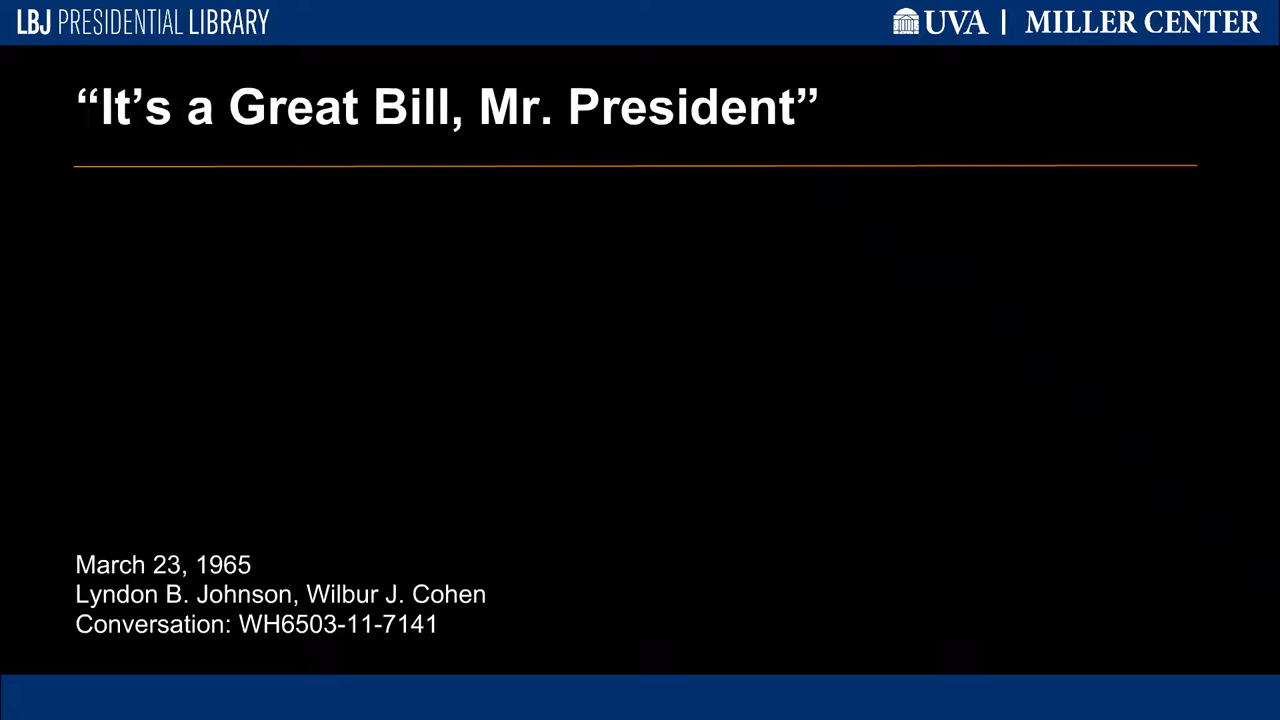 LBJ PRESIDENTIAL LIBRARY
UVA | MILLER CENTER
“It’s a Great Bill, Mr. President”
March 23, 1965
Lyndon B. Johnson, Wilbur J. Cohen
Conversation: WH6503-11-7141